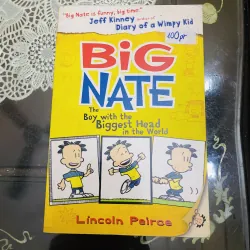 "Big Nate is funny, big time."
Jeff Kinney, author of
Diary of a Wimpy Kid
BIG
NATE
The
Boy with the
Biggest Head
in the World
Lincoln Peirce